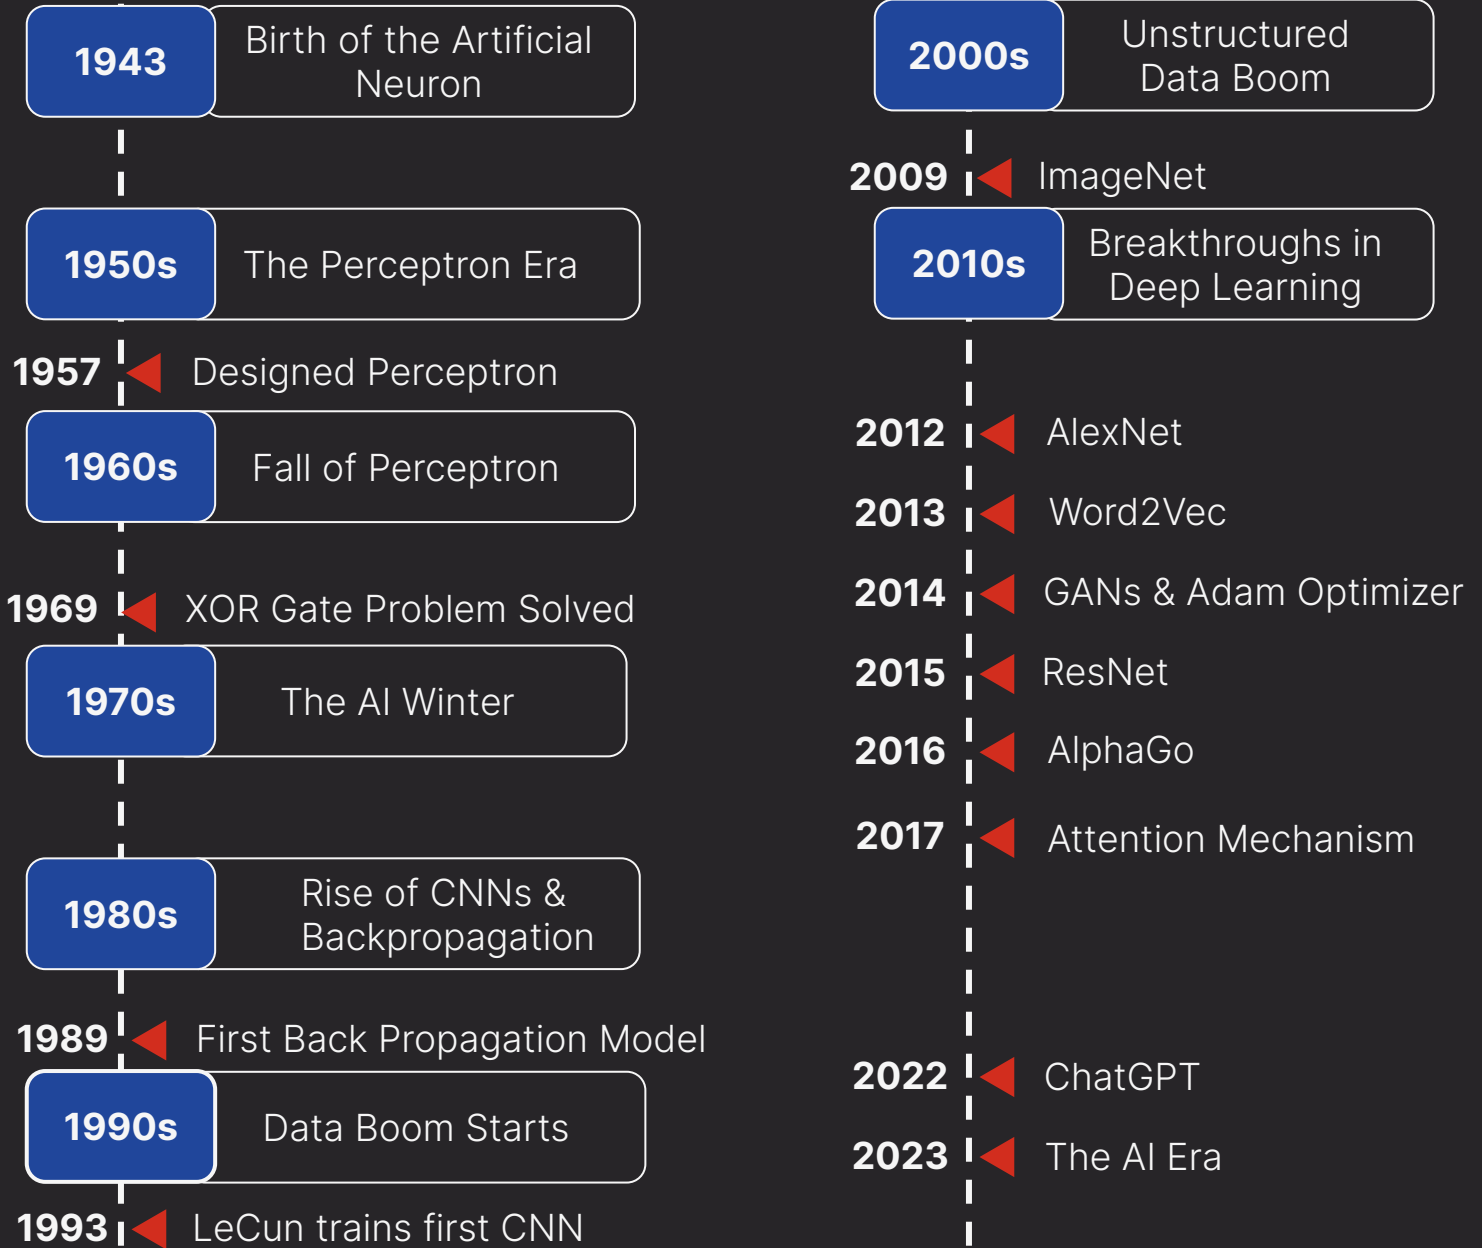 1943
Birth of the Artificial
Neuron
1950s
The Perceptron Era
1957
Designed Perceptron
1960s
Fall of Perceptron
1969
XOR Gate Problem Solved
1970s
The AI Winter
1980s
Rise of CNNs &
Backpropagation
1989
First Back Propagation Model
1990s
Data Boom Starts
1993
LeCun trains first CNN
2000s
Unstructured
Data Boom
2009
ImageNet
2010s
Breakthroughs in
Deep Learning
2012
AlexNet
2013
Word2Vec
2014
GANs & Adam Optimizer
2015
ResNet
2016
AlphaGo
2017
Attention Mechanism
2022
ChatGPT
2023
The AI Era